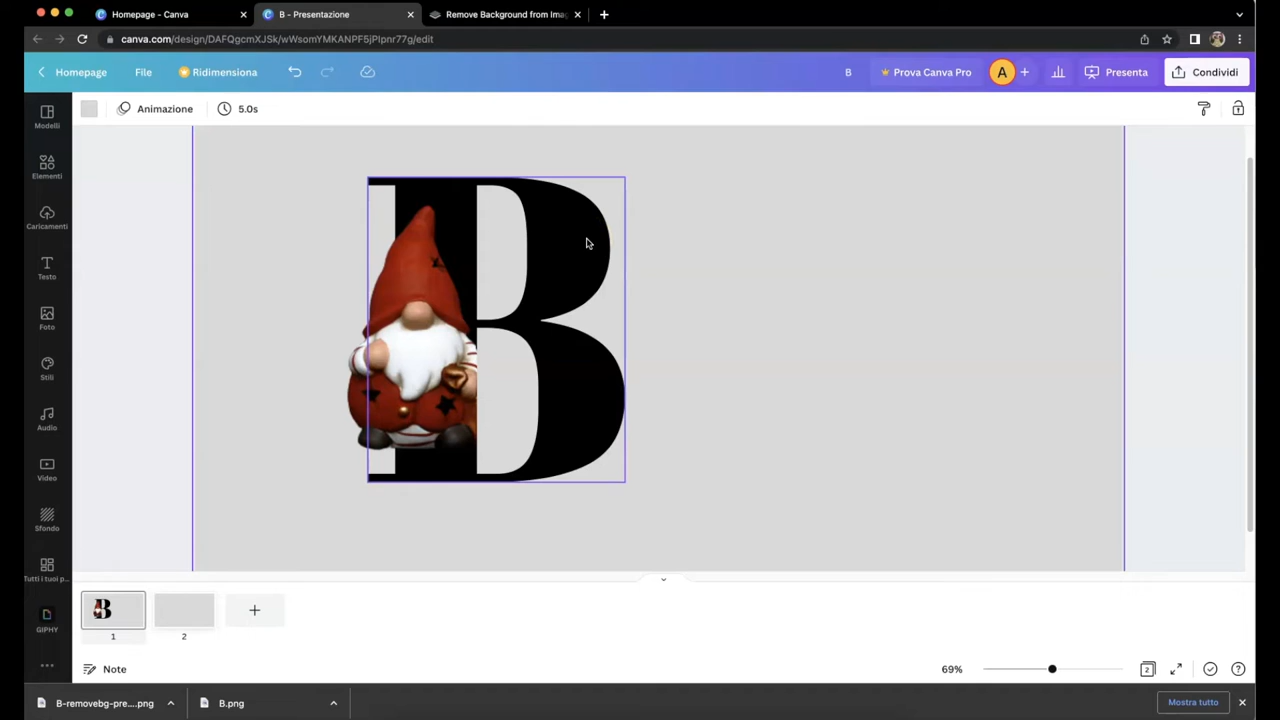 Homepage - Canva
B - Presentazione
Remove Background from Imag
canva.com/design/DAFQgcmXJSk/wWsomYMKANPF5jPIpnr77g/edit
Homepage
File
Ridimensiona
B
Prova Canva Pro
A
Presenta
Condividi
Animazione
5.0s
Modelli
Elementi
Caricamenti
Testo
Foto
Stili
Audio
Video
Sfondo
Tutti i tuoi p...
GIPHY
B
B
1
2
Note
69%
2
B-removebg-pre....png
B.png
Mostra tutto